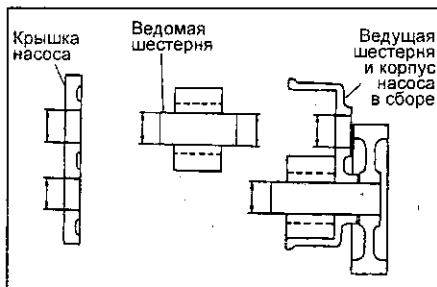 Крышка
насоса
Ведомая
шестерня
Ведущая
шестерня
и корпус
насоса
в сборе